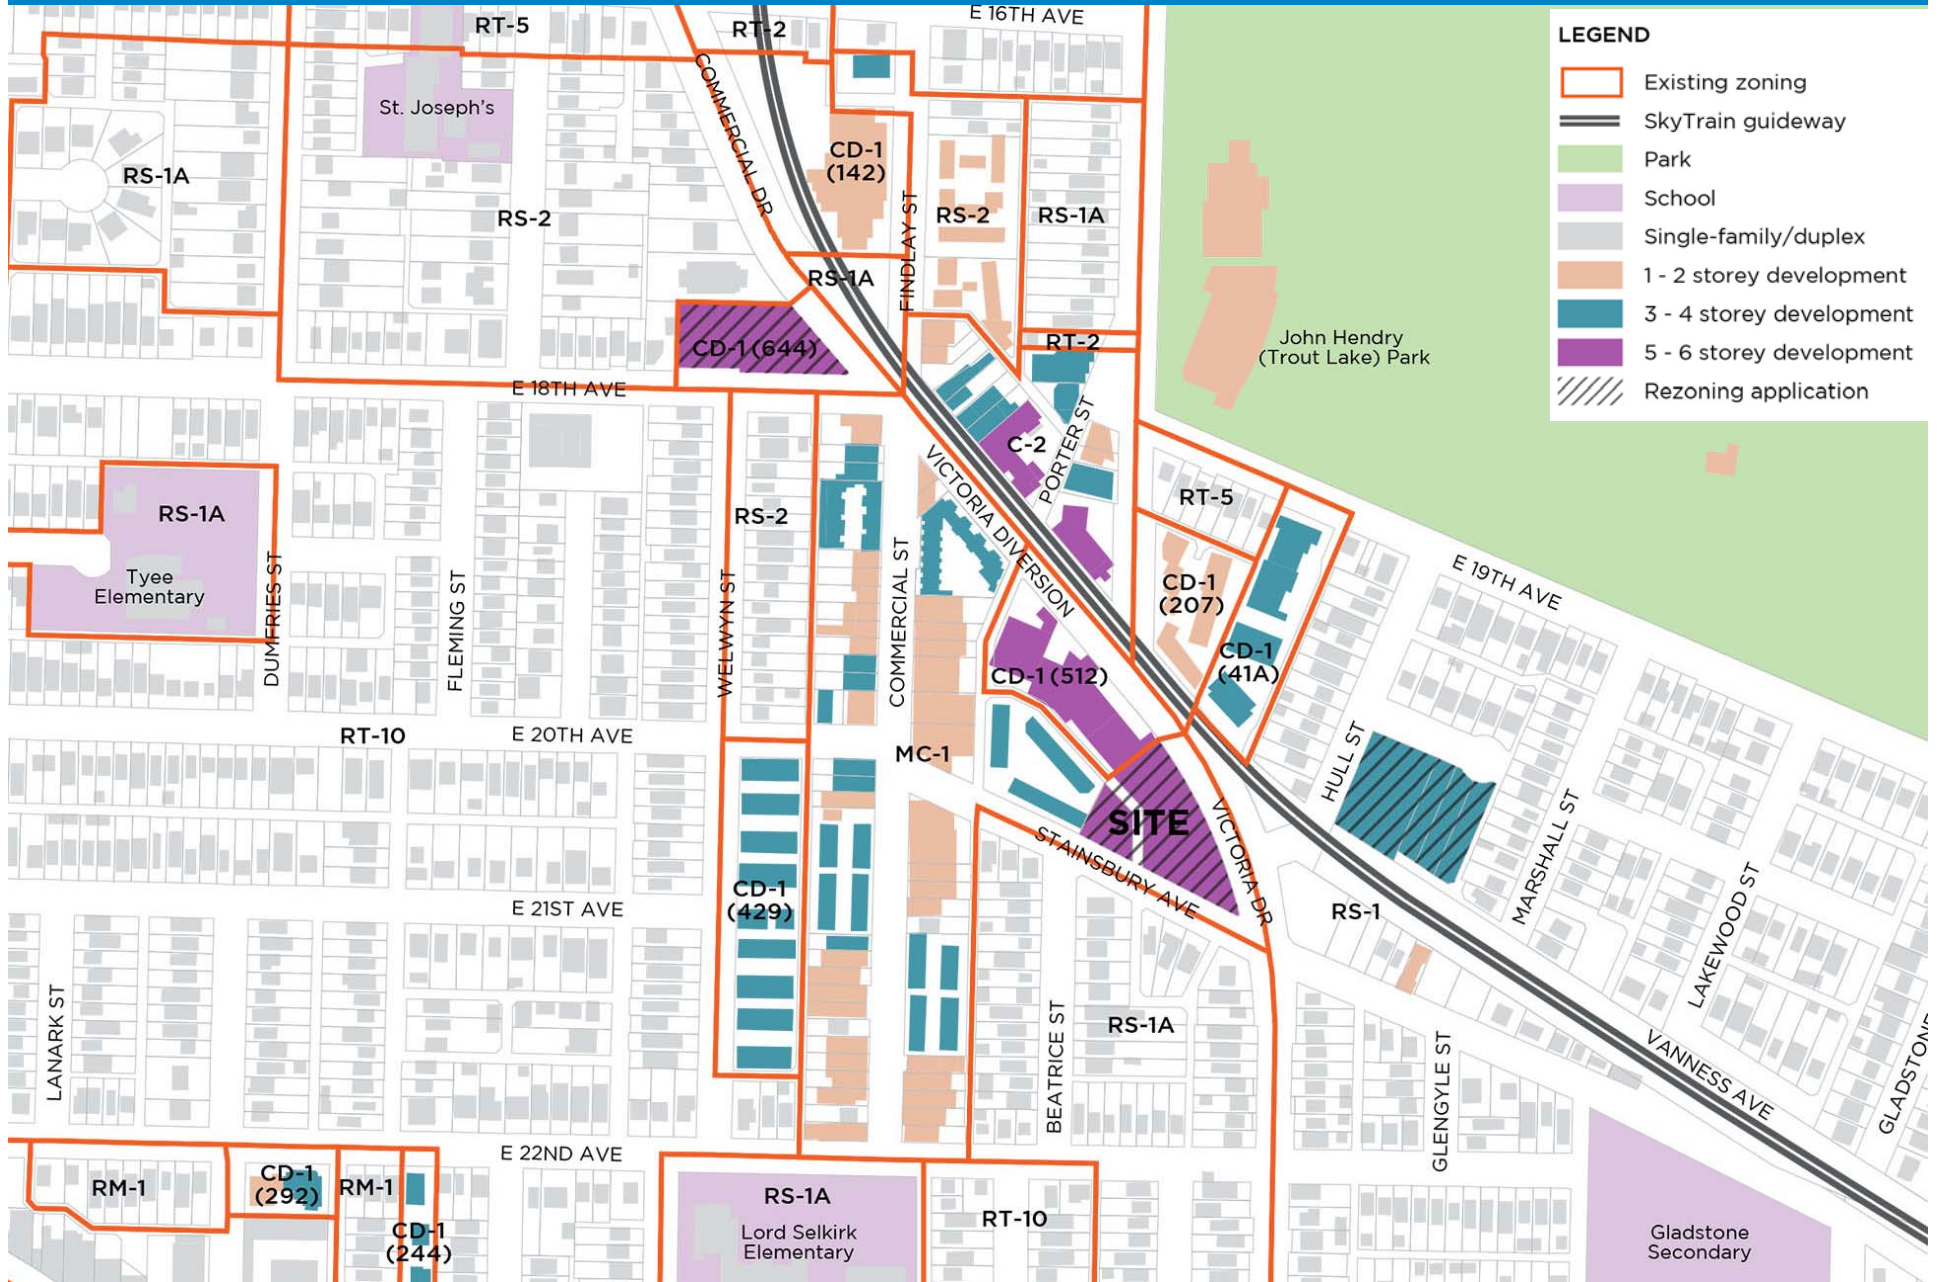 E 16TH AVE
RT-5
RT-2
LEGEND
Existing zoning
SkyTrain guideway
Park
School
Single-family/duplex
1 - 2 storey development
3 - 4 storey development
5 - 6 storey development
Rezoning application
St. Joseph's
COMMERCIAL DR
CD-1
(142)
RS-1A
RS-2
FINDLAY ST
RS-2
RS-1A
RS-1A
CD-1 (644)
RT-2
John Hendry
(Trout Lake) Park
E 18TH AVE
C-2
PORTER ST
VICTORIA DIVERSION
RT-5
RS-1A
RS-2
Tyee
Elementary
DUMFRIES ST
FLEMING ST
WELWYN ST
COMMERCIAL ST
CD-1
(207)
E 19TH AVE
CD-1 (512)
CD-1
(41A)
RT-10
E 20TH AVE
MC-1
HULL ST
SITE
STAINSBURY AVE
VICTORIA DR
MARSHALL ST
LAKEWOOD ST
CD-1
(429)
E 21ST AVE
RS-1
LANARK ST
BEATRICE ST
RS-1A
GLENGYLE ST
VANNESS AVE
GLADSTONE
E 22ND AVE
RM-1
CD-1
(292)
RM-1
CD-1
(244)
RS-1A
Lord Selkirk
Elementary
RT-10
Gladstone
Secondary